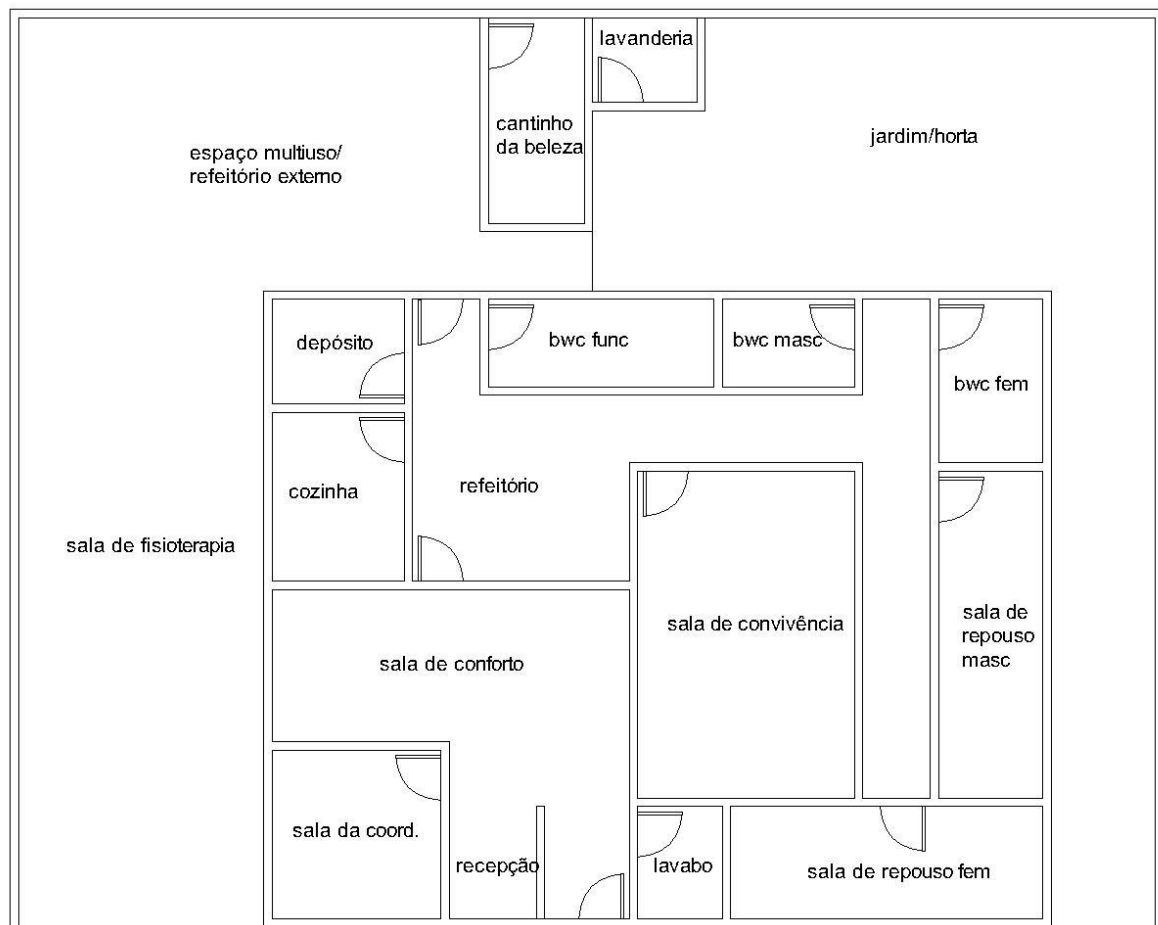 lavanderia
cantinho
da beleza
jardim/horta
espaço multiuso/
refeitório externo
depósito
bwc func
bwc masc
bwc fem
cozinha
refeitório
sala de fisioterapia
sala de convivência
sala de
repouso
masc
sala de conforto
sala da coord.
recepção
lavabo
sala de repouso fem